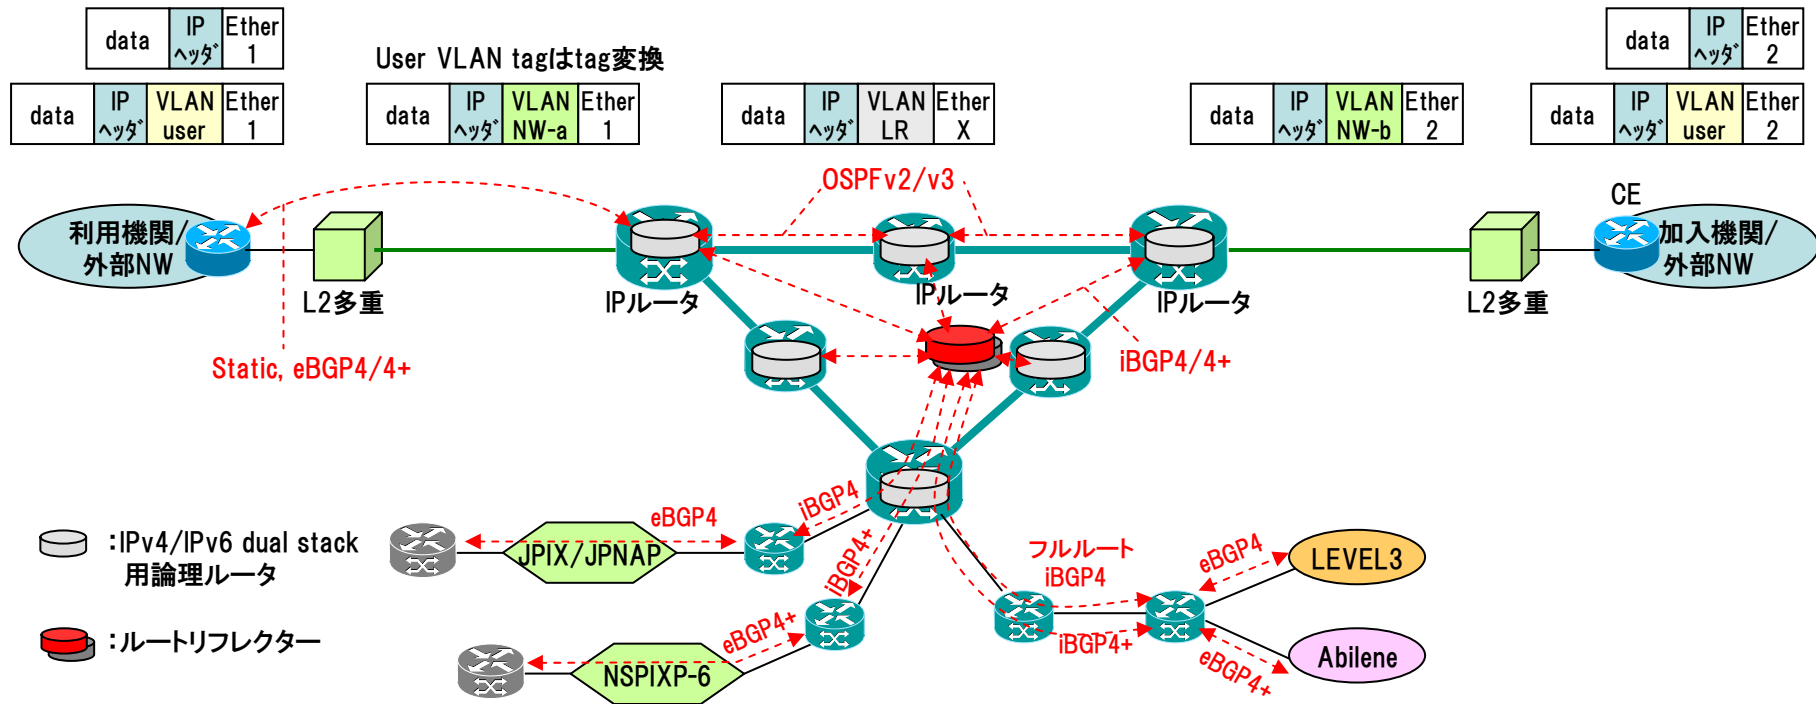 data IP ヘッダ Ether 1
data IP ヘッダ Ether 2
User VLAN tagはtag変換
data IP ヘッダ VLAN user Ether 1
data IP ヘッダ VLAN NW-a Ether 1
data IP ヘッダ VLAN LR Ether X
data IP ヘッダ VLAN NW-b Ether 2
data IP ヘッダ VLAN user Ether 2
OSPFv2/v3
CE
利用機関/
外部NW
加入機関/
外部NW
L2多重
IPルータ
IPルータ
IPルータ
L2多重
Static, eBGP4/4+
iBGP4/4+
eBGP4
iBGP4
JPIX/JPNAP
iBGP4+
フルルート
iBGP4
eBGP4
LEVEL3
:IPv4/IPv6 dual stack
用論理ルータ
:ルートリフレクター
eBGP4+
iBGP4+
eBGP4+
NSPIXP-6
Abilene